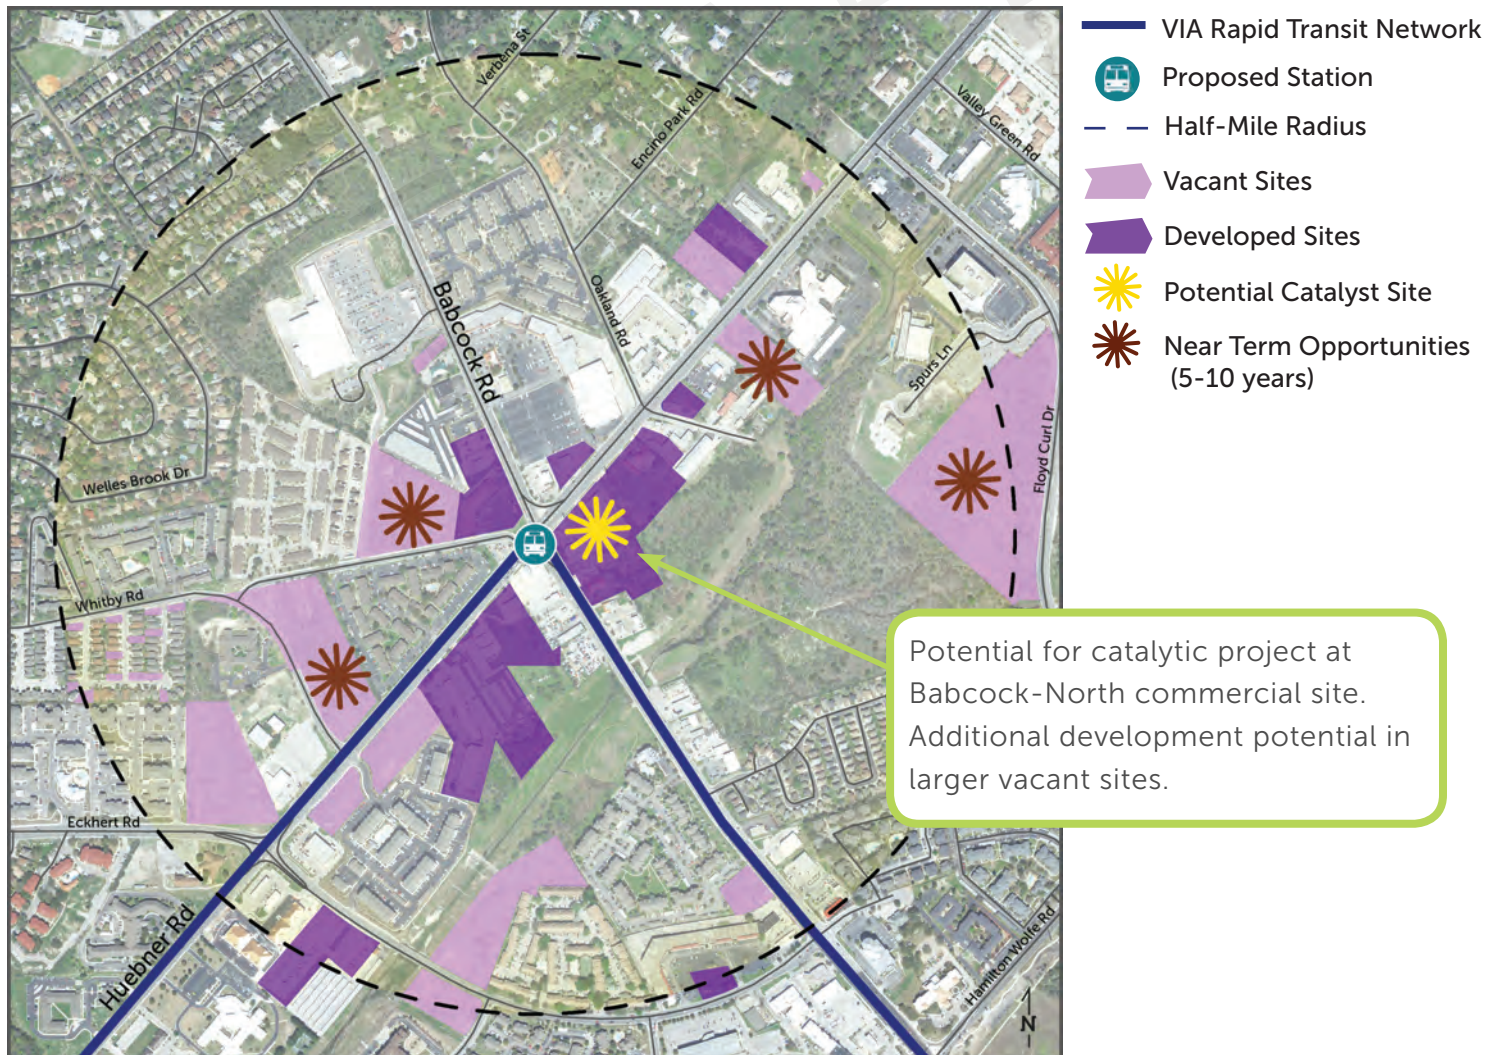 VIA Rapid Transit Network
Proposed Station
Half-Mile Radius
Vacant Sites
Developed Sites
Potential Catalyst Site
Near Term Opportunities
(5-10 years)
Verbena St
Encino Park Rd
Valley Green Rd
Babcock Rd
Oakland Rd
Spurs Ln
Floyd Curl Dr
Welles Brook Dr
Whitby Rd
Eckhert Rd
Huebner Rd
Hamilton Wolfe Rd
N
Potential for catalytic project at
Babcock-North commercial site.
Additional development potential in
larger vacant sites.